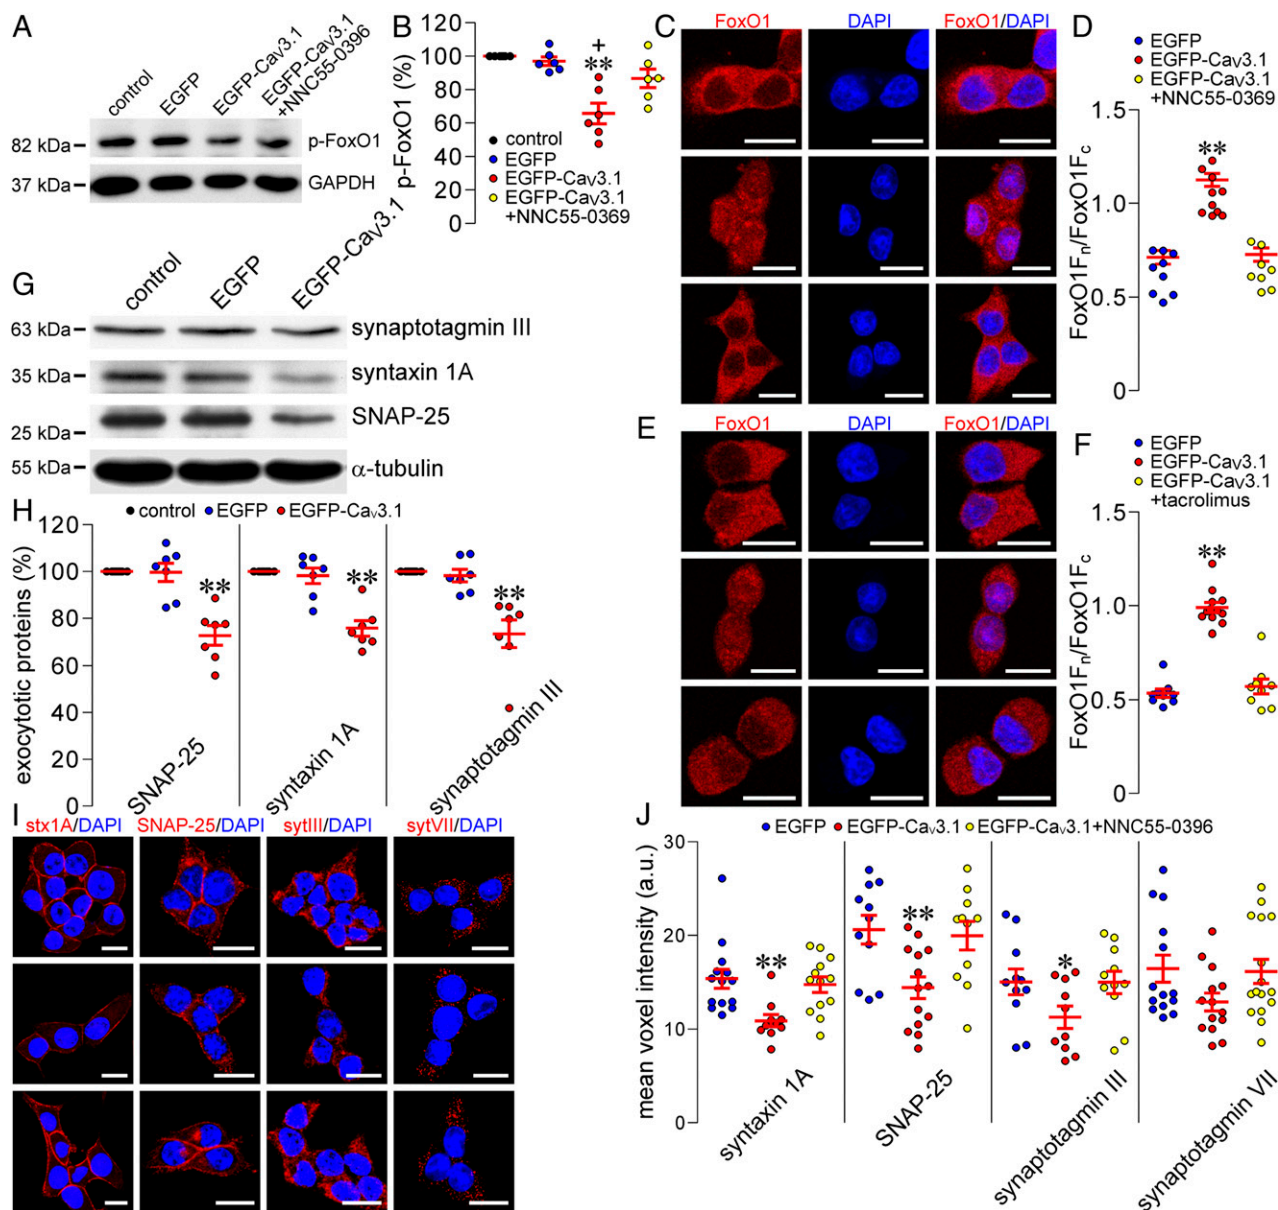 A
control
EGFP
EGFP-Cav3.1
EGFP-Cav3.1
+NNC55-0396
82 kDa
p-FoxO1
37 kDa
GAPDH
B
p-FoxO1 (%)
120
100
80
60
40
20
0
+
**
control
EGFP
EGFP-Cav3.1
EGFP-Cav3.1
+NNC55-0369
C
FoxO1
DAPI
FoxO1/DAPI
D
EGFP
EGFP-Cav3.1
EGFP-Cav3.1
+NNC55-0369
FoxO1Fn/FoxO1Fc
1.5
1.0
0.5
0
**
E
FoxO1
DAPI
FoxO1/DAPI
F
EGFP
EGFP-Cav3.1
EGFP-Cav3.1
+tacrolimus
FoxO1Fn/FoxO1Fc
1.5
1.0
0.5
0
**
G
control
EGFP
EGFP-Cav3.1
63 kDa
synaptotagmin III
35 kDa
syntaxin 1A
SNAP-25
25 kDa
55 kDa
α-tubulin
H
control
EGFP
EGFP-Cav3.1
exocytotic proteins (%)
120
100
80
60
40
20
0
**
**
**
SNAP-25
syntaxin 1A
synaptotagmin III
I
stx1A/DAPI
SNAP-25/DAPI
sytIII/DAPI
sytVII/DAPI
J
EGFP
EGFP-Cav3.1
EGFP-Cav3.1+NNC55-0396
mean voxel intensity (a.u.)
30
20
10
0
**
**
*
syntaxin 1A
SNAP-25
synaptotagmin III
synaptotagmin VII